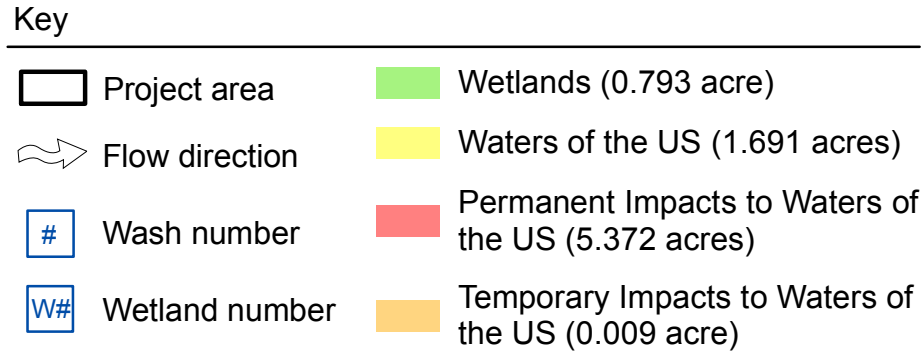 Key
Project area
Flow direction
# Wash number
W# Wetland number
Wetlands (0.793 acre)
Waters of the US (1.691 acres)
Permanent Impacts to Waters of
the US (5.372 acres)
Temporary Impacts to Waters of
the US (0.009 acre)